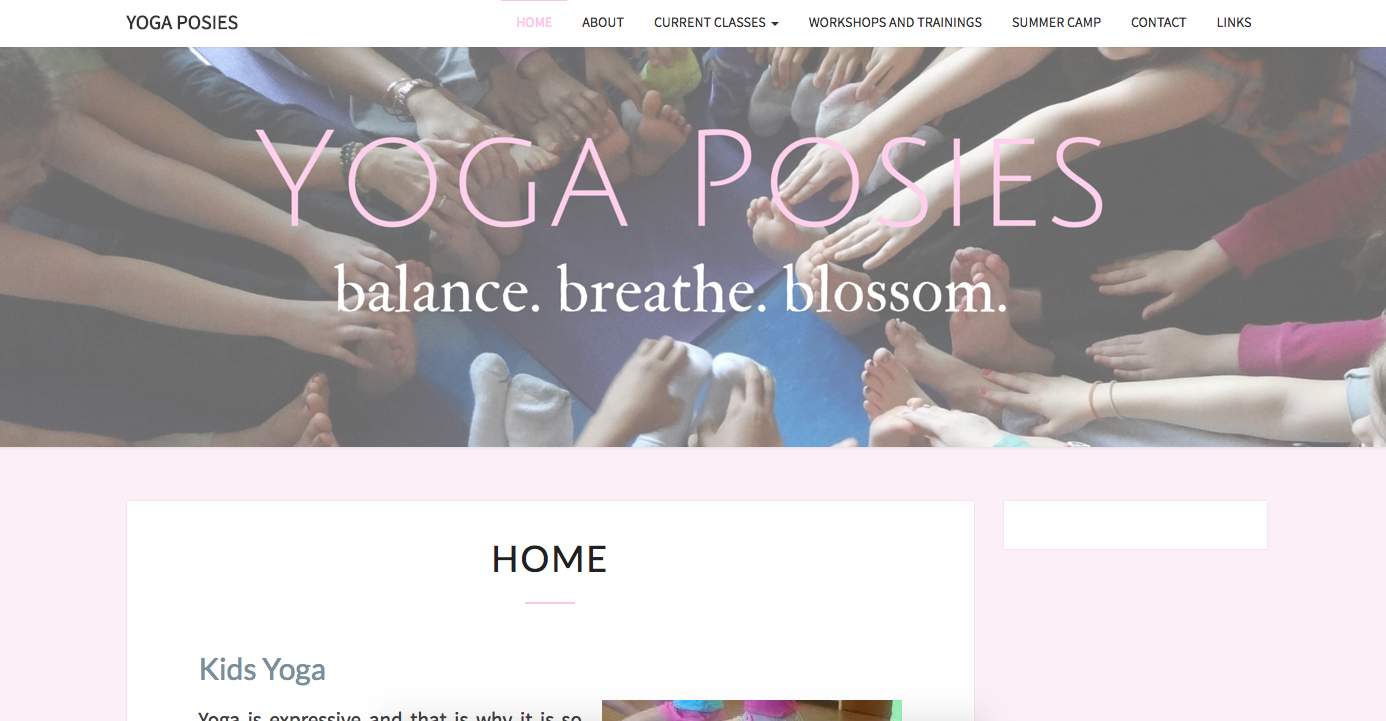 YOGA POSIES
HOME ABOUT CURRENT CLASSES WORKSHOPS AND TRAININGS SUMMER CAMP CONTACT LINKS
YOGA POSIES
balance. breathe. blossom.
HOME
Kids Yoga
Yoga is expressive and that is why it is so